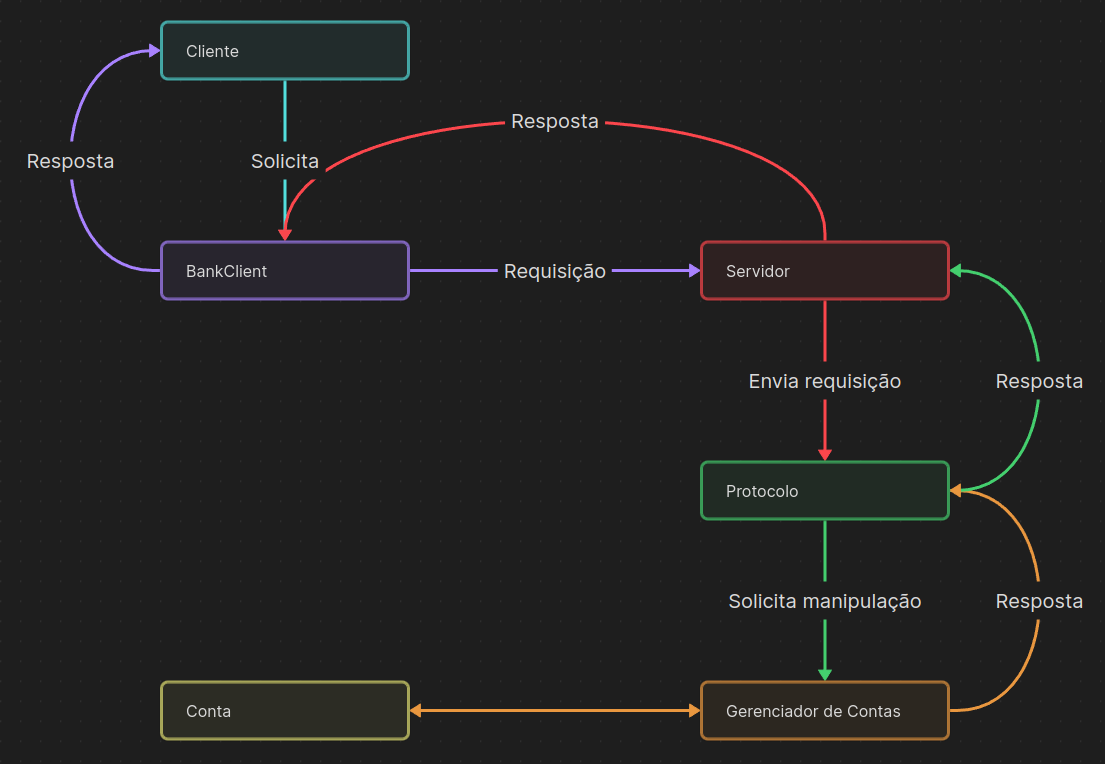 Cliente
Resposta
Resposta
Solicita
BankClient
Requisição
Servidor
Envia requisição
Resposta
Protocolo
Solicita manipulação
Resposta
Conta
Gerenciador de Contas